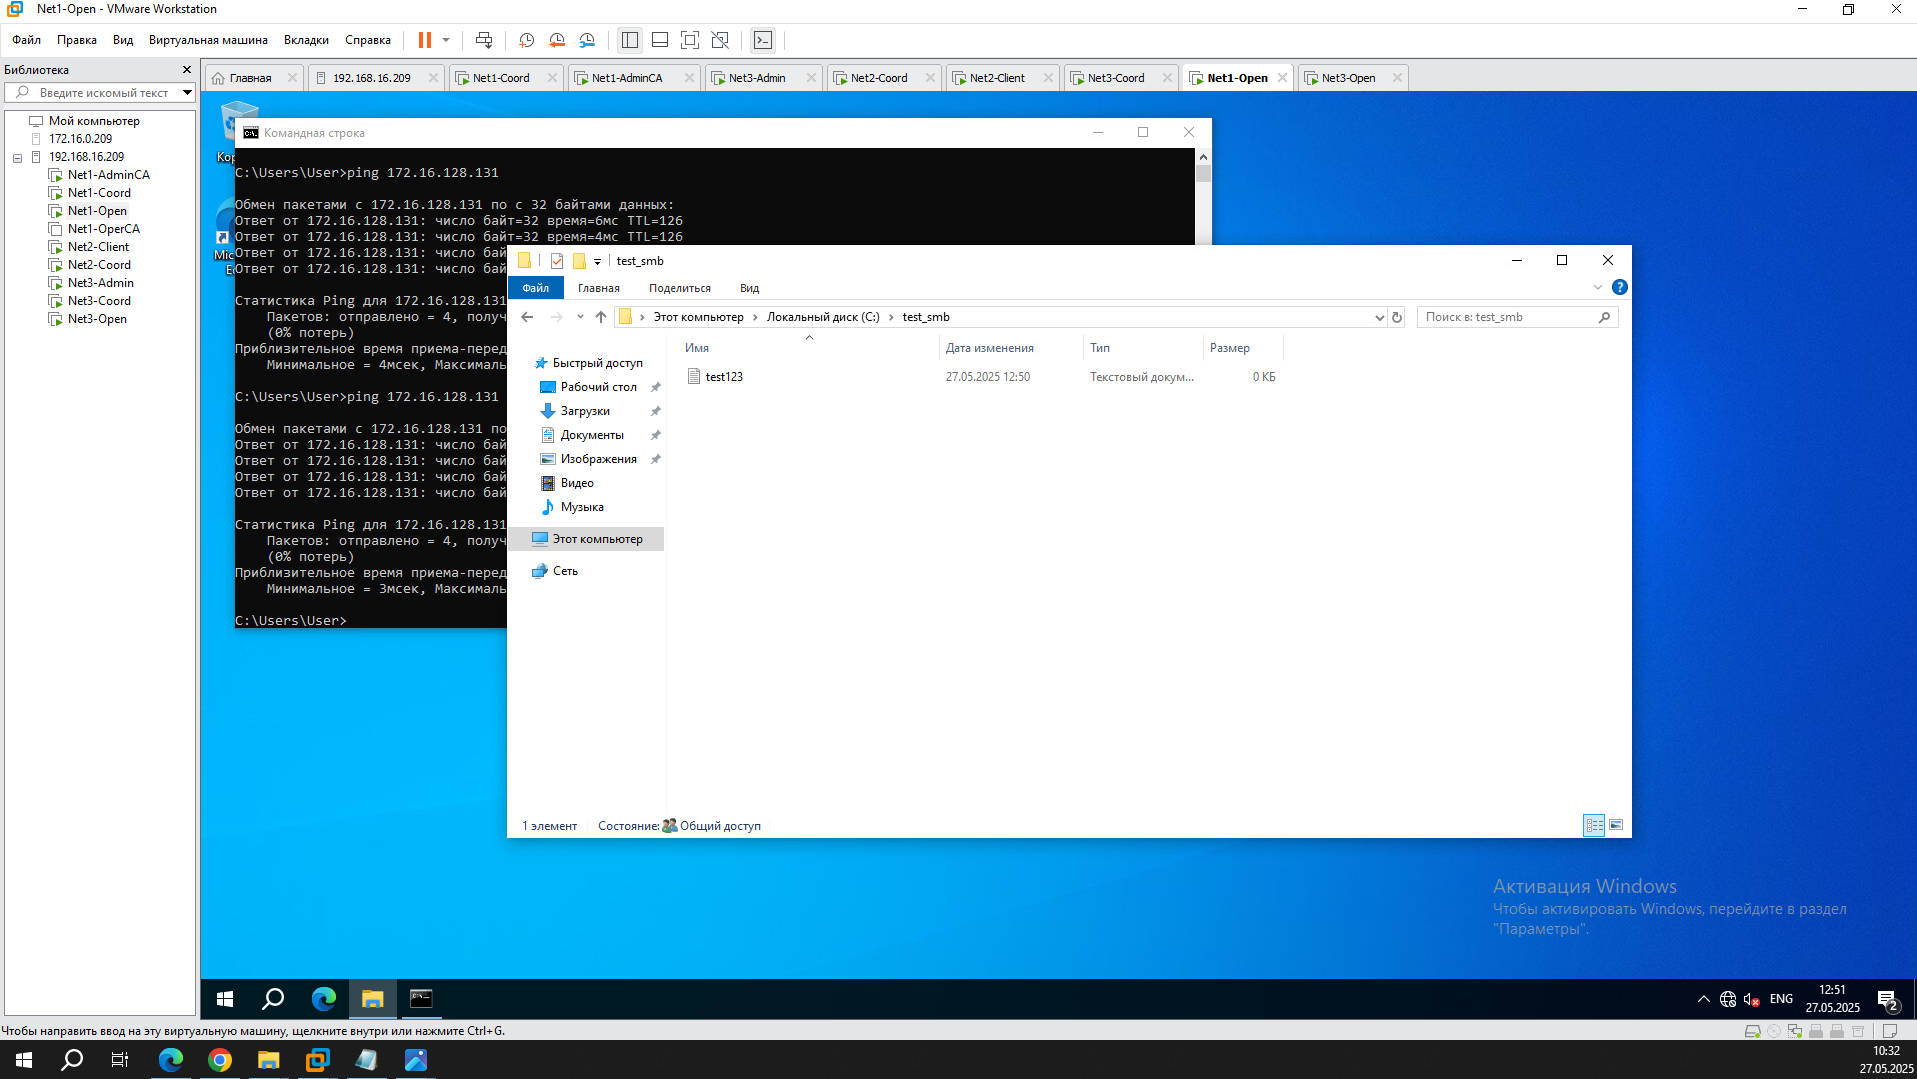 Net1-Open - VMware Workstation
Файл Правка Вид Виртуальная машина Вкладки Справка
Библиотека
Введите искомый текст
Мой компьютер
172.16.0.209
192.168.16.209
Net1-AdminCA
Net1-Coord
Net1-Open
Net1-OperCA
Net2-Client
Net2-Coord
Net3-Admin
Net3-Coord
Net3-Open
Главная 192.168.16.209 Net1-Coord Net1-AdminCA Net3-Admin Net2-Coord Net2-Client Net3-Coord Net1-Open Net3-Open
Командная строка
C:\Users\User>ping 172.16.128.131
Обмен пакетами с 172.16.128.131 по с 32 байтами данных:
Ответ от 172.16.128.131: число байт=32 время=6мс TTL=126
Ответ от 172.16.128.131: число байт=32 время=4мс TTL=126
Ответ от 172.16.128.131: число бай
Ответ от 172.16.128.131: число бай
Статистика Ping для 172.16.128.131
Пакетов: отправлено = 4, получ
(0% потерь)
Приблизительное время приема-перед
Минимальное = 4мсек, Максималь
C:\Users\User>ping 172.16.128.131
Обмен пакетами с 172.16.128.131 по
Ответ от 172.16.128.131: число бай
Ответ от 172.16.128.131: число бай
Ответ от 172.16.128.131: число бай
Ответ от 172.16.128.131: число бай
Статистика Ping для 172.16.128.131
Пакетов: отправлено = 4, получ
(0% потерь)
Приблизительное время приема-перед
Минимальное = 3мсек, Максималь
C:\Users\User>
test_smb
Файл Главная Поделиться Вид
Этот компьютер Локальный диск (C:) test_smb
Поиск в: test_smb
Быстрый доступ
Рабочий стол
Загрузки
Документы
Изображения
Видео
Музыка
Этот компьютер
Сеть
Имя Дата изменения Тип Размер
test123 27.05.2025 12:50 Текстовый докум... 0 КБ
1 элемент Состояние: Общий доступ
Активация Windows
Чтобы активировать Windows, перейдите в раздел
"Параметры".
ENG
12:51
27.05.2025
2
Чтобы направить ввод на эту виртуальную машину, щелкните внутри или нажмите Ctrl+G.
10:32
27.05.2025